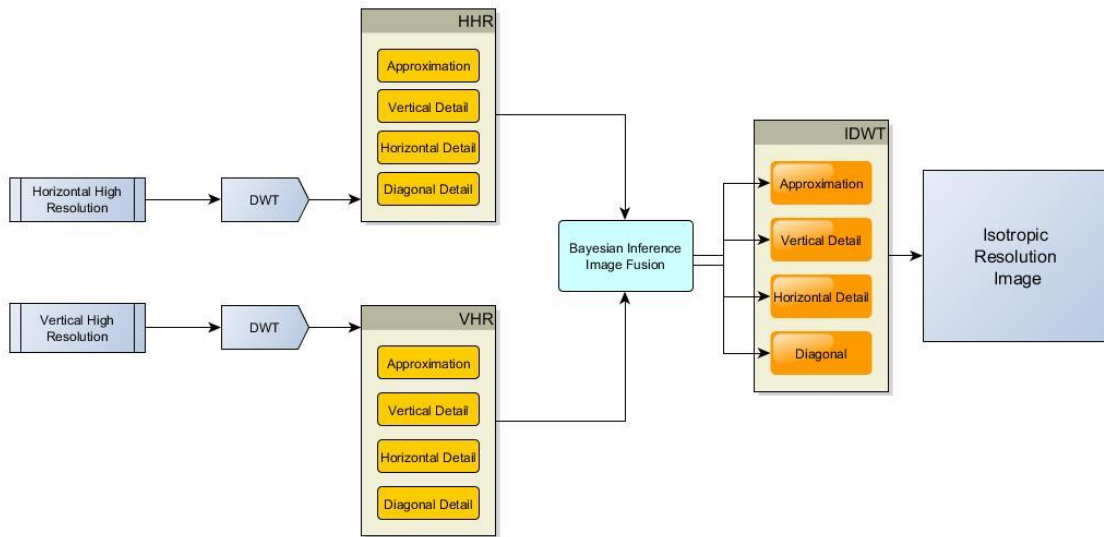 Horizontal High
Resolution
DWT
HHR
Approximation
Vertical Detail
Horizontal Detail
Diagonal Detail
Vertical High
Resolution
DWT
VHR
Approximation
Vertical Detail
Horizontal Detail
Diagonal Detail
Bayesian Inference
Image Fusion
IDWT
Approximation
Vertical Detail
Horizontal Detail
Diagonal
Isotropic
Resolution
Image